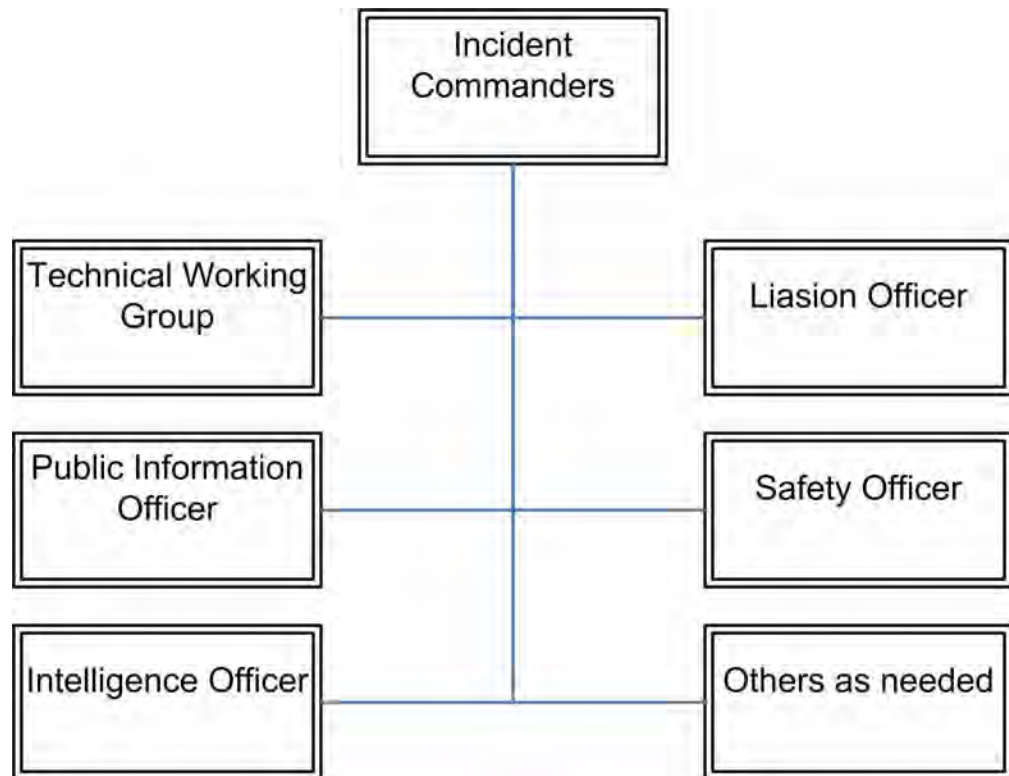 Incident
Commanders
Technical Working
Group
Liasion Officer
Public Information
Officer
Safety Officer
Intelligence Officer
Others as needed